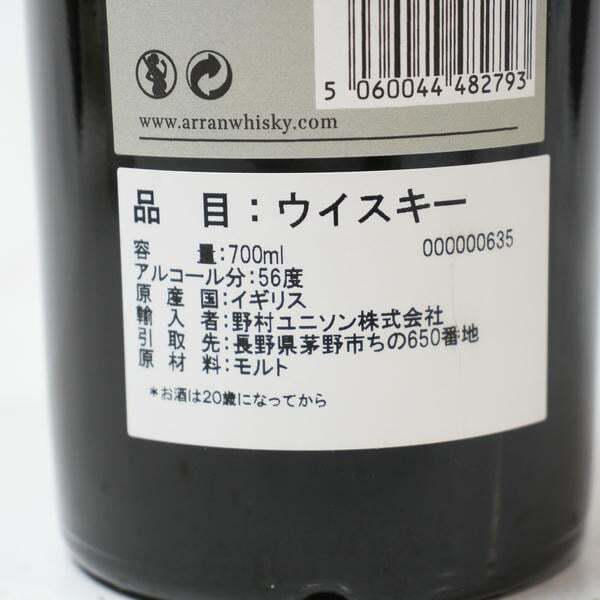 5 060044 482793
www.arranwhisky.com
品 目:ウイスキー
容 量:700ml 000000635
アルコール分:56度
原産国:イギリス
輸入者:野村ユニソン株式会社
引取先:長野県茅野市ちの650番地
原材料:モルト
*お酒は20歳になってから